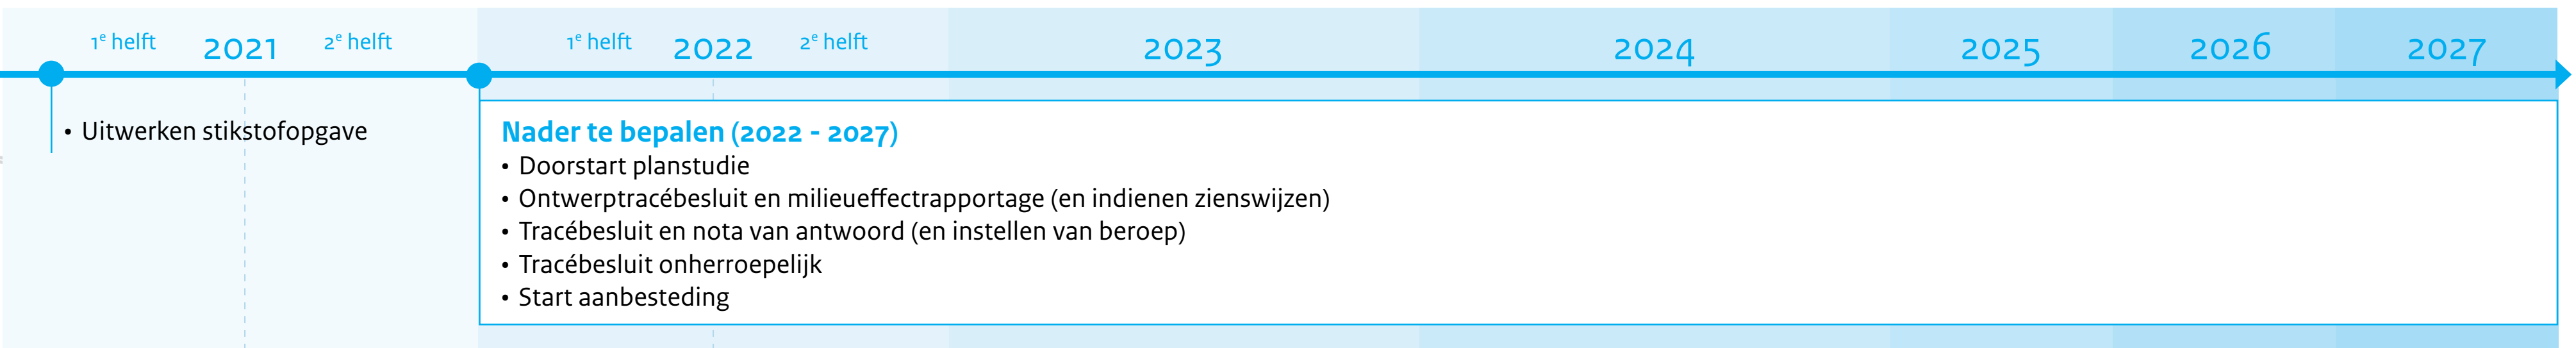 1e helft 2021 2e helft 1e helft 2022 2e helft 2023 2024 2025 2026 2027
• Uitwerken stikstofopgave
Nader te bepalen (2022 - 2027)
• Doorstart planstudie
• Ontwerptracébesluit en milieueffectrapportage (en indienen zienswijzen)
• Tracébesluit en nota van antwoord (en instellen van beroep)
• Tracébesluit onherroepelijk
• Start aanbesteding